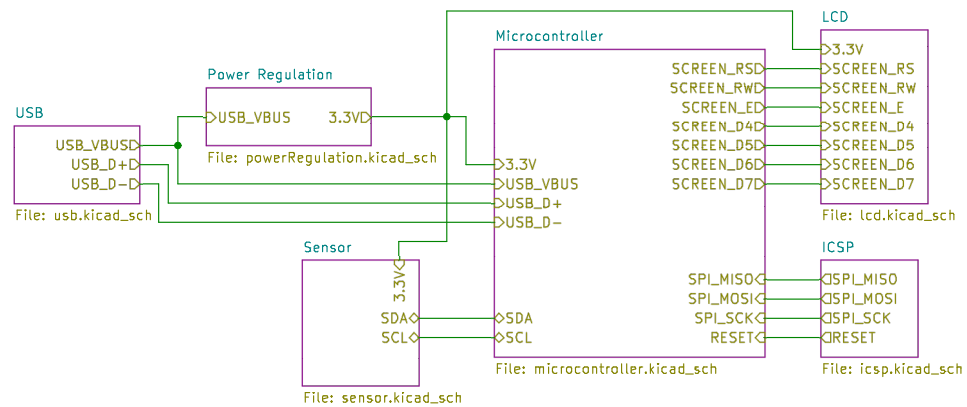 USB
USB_VBUS
USB_D+
USB_D-
File: usb.kicad_sch
Power Regulation
USB_VBUS 3.3V
File: powerRegulation.kicad_sch
Sensor
3.3V
SDA
SCL
File: sensor.kicad_sch
Microcontroller
3.3V
USB_VBUS
USB_D+
USB_D-
SDA
SCL
SCREEN_RS
SCREEN_RW
SCREEN_E
SCREEN_D4
SCREEN_D5
SCREEN_D6
SCREEN_D7
SPI_MISO
SPI_MOSI
SPI_SCK
RESET
File: microcontroller.kicad_sch
LCD
3.3V
SCREEN_RS
SCREEN_RW
SCREEN_E
SCREEN_D4
SCREEN_D5
SCREEN_D6
SCREEN_D7
File: lcd.kicad_sch
ICSP
SPI_MISO
SPI_MOSI
SPI_SCK
RESET
File: icsp.kicad_sch